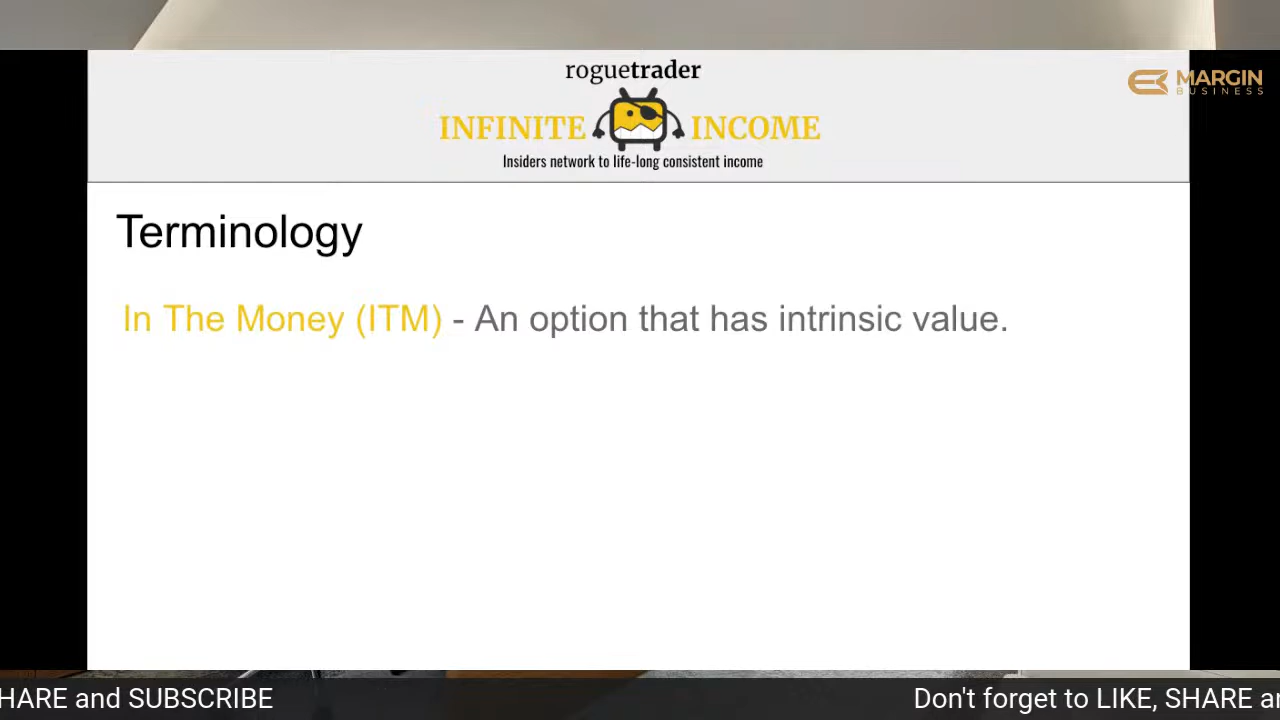 roguetrader
INFINITE INCOME
Insiders network to life-long consistent income
MARGIN
BUSINESS
Terminology
In The Money (ITM) - An option that has intrinsic value.
HARE and SUBSCRIBE
Don't forget to LIKE, SHARE an